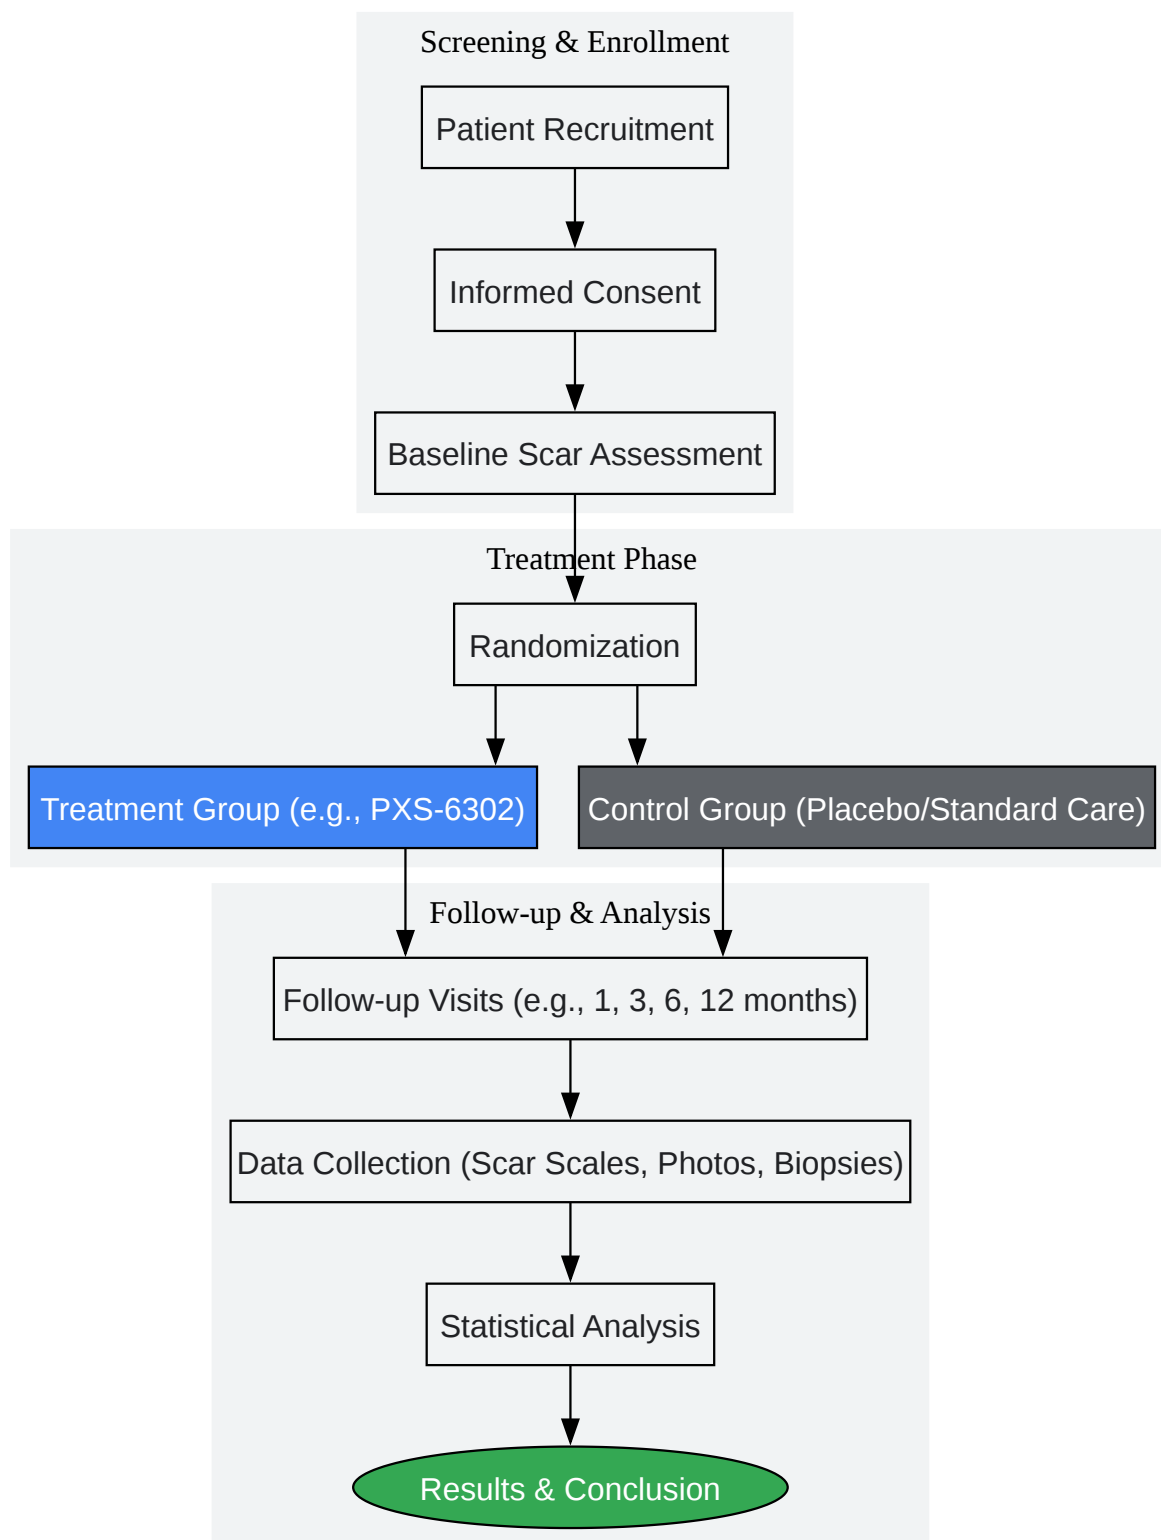 Screening & Enrollment
Patient Recruitment
Informed Consent
Baseline Scar Assessment
Treatment Phase
Randomization
Treatment Group (e.g., PXS-6302)
Control Group (Placebo/Standard Care)
Follow-up & Analysis
Follow-up Visits (e.g., 1, 3, 6, 12 months)
Data Collection (Scar Scales, Photos, Biopsies)
Statistical Analysis
Results & Conclusion